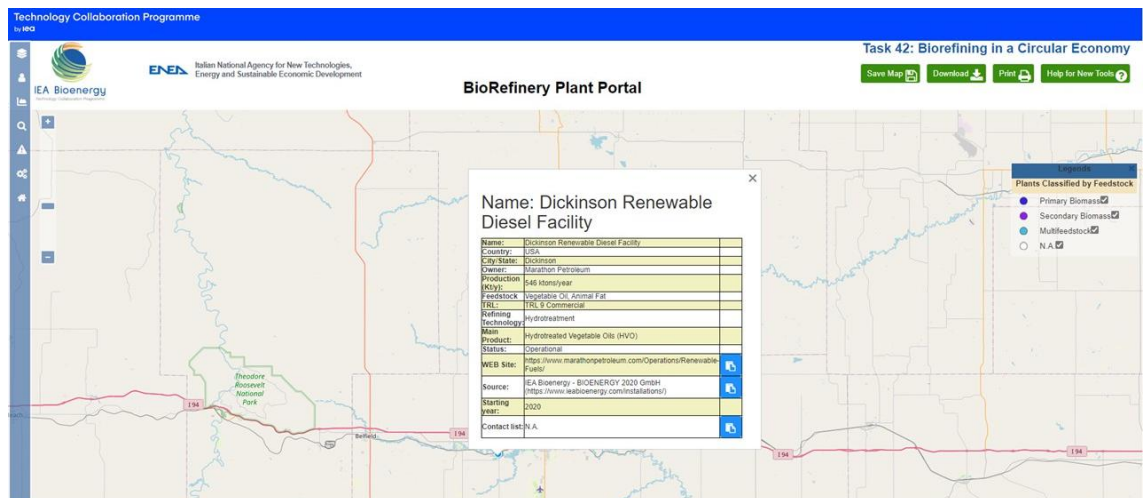 Technology Collaboration Programme
by iea
IEA Bioenergy
Technology Collaboration Programme
ENEA
Italian National Agency for New Technologies,
Energy and Sustainable Economic Development
BioRefinery Plant Portal
Task 42: Biorefining in a Circular Economy
Save Map
Download
Print
Help for New Tools
Legends
Plants Classified by Feedstock
Primary Biomass
Secondary Biomass
Multifeedstock
N.A.
Name: Dickinson Renewable
Diesel Facility
Name: Dickinson Renewable Diesel Facility
Country: USA
City/State: Dickinson
Owner: Marathon Petroleum
Production (Kt/y): 546 ktons/year
Feedstock Vegetable Oil, Animal Fat
TRL: TRL 9 Commercial
Refining Technology: Hydrotreatment
Main Product: Hydrotreated Vegetable Oils (HVO)
Status: Operational
WEB Site: https://www.marathonpetroleum.com/Operations/Renewable-
Fuels/
Source: IEA Bioenergy - BIOENERGY 2020 GmbH
(https://www.ieabioenergy.com/installations/)
Starting year: 2020
Contact list: N.A.
Theodore
Roosevelt
National
Park
194
Belfield
194
194
194